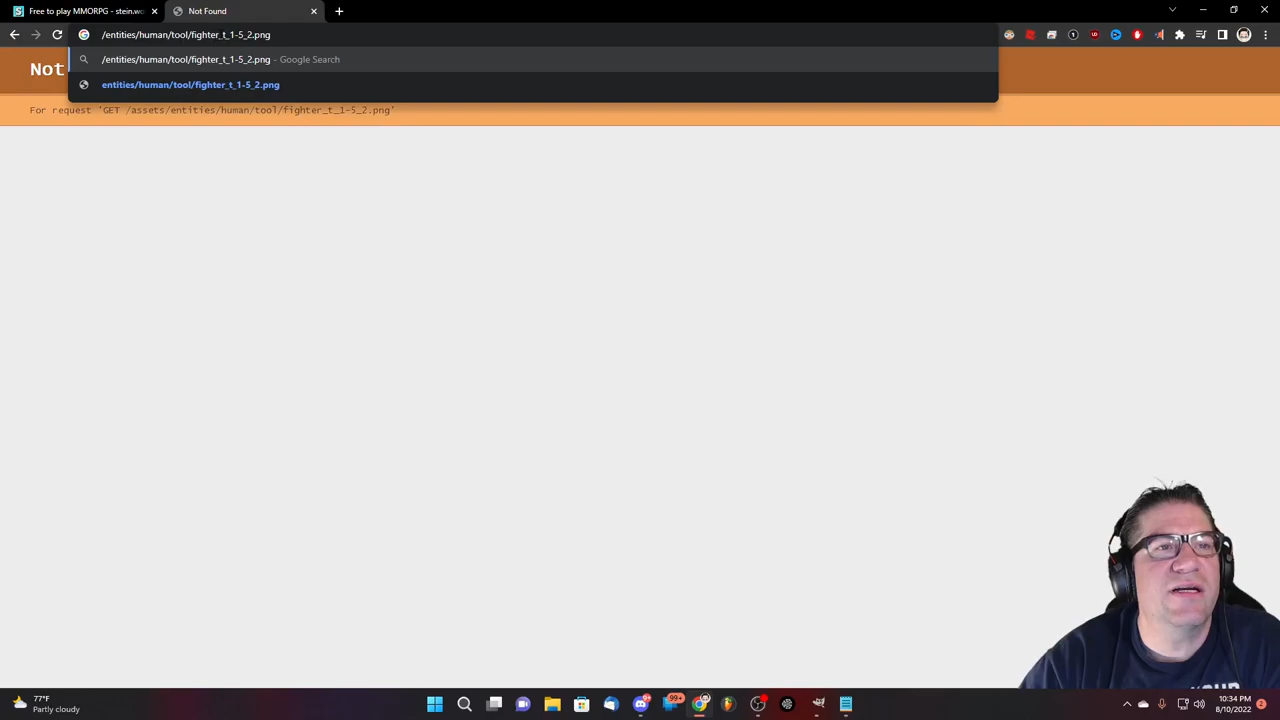 Free to play MMORPG - stein.wo
Not Found
/entities/human/tool/fighter_t_1-5_2.png
/entities/human/tool/fighter_t_1-5_2.png - Google Search
Not
entities/human/tool/fighter_t_1-5_2.png
For request 'GET /assets/entities/human/tool/fighter_t_1-5_2.png'
77°F
Partly cloudy
99+
10:34 PM
8/10/2022